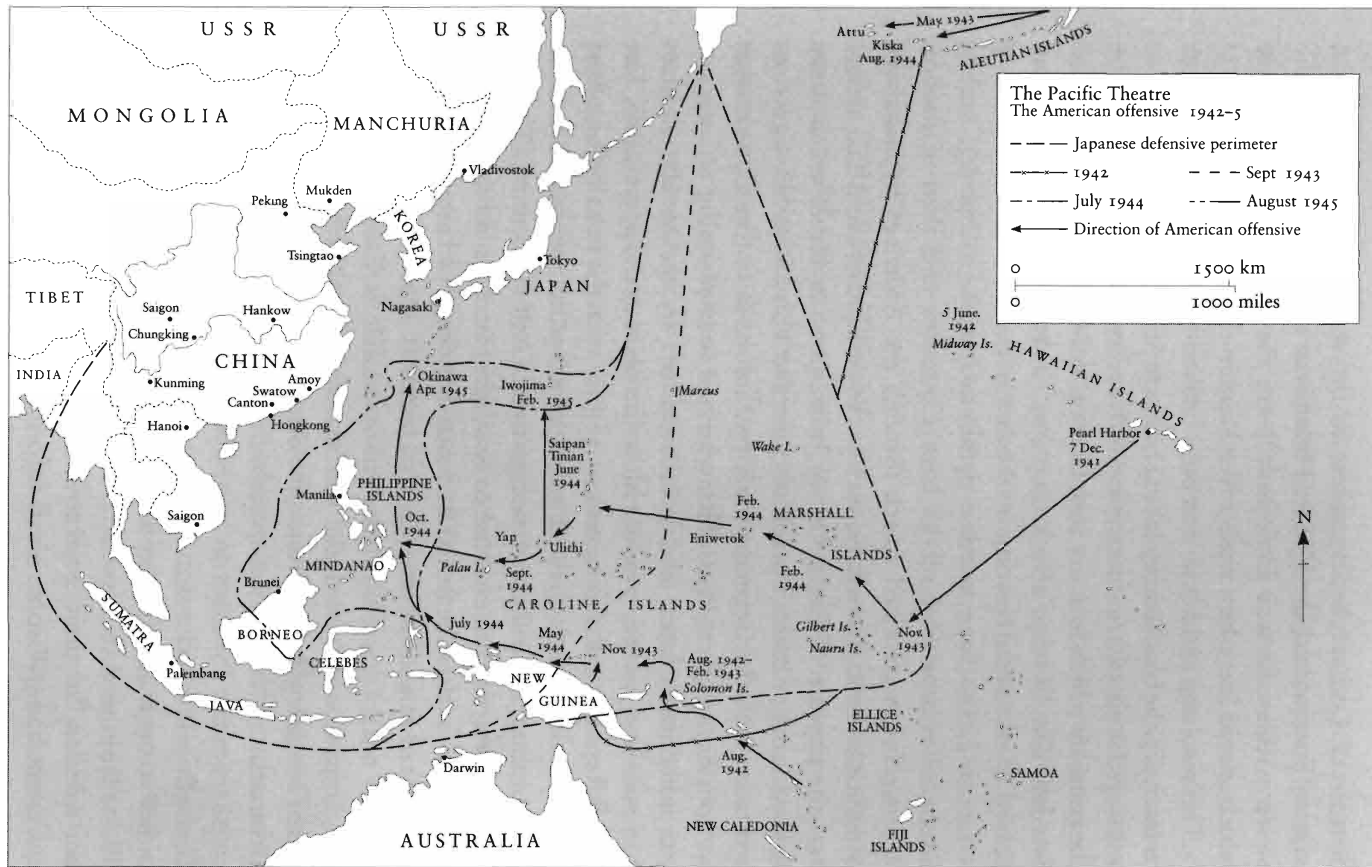 USSR
USSR
MONGOLIA
MANCHURIA
Vladivostok
Mukden
Peking
KOREA
Tsingtao
Tokyo
JAPAN
TIBET
Nagasaki
Saigon
Hankow
Chungking
CHINA
INDIA
Kunming
Amoy
Swatow
Canton
Hongkong
Hanoi
Okinawa
Apr. 1945
Iwojima
Feb. 1945
Marcus
Saipan
Tinian
June
1944
PHILIPPINE
ISLANDS
Manila
Saigon
Oct.
1944
Yap
Ulithi
Palau I.
Sept.
1944
MINDANAO
Brunei
CAROLINE ISLANDS
SUMATRA
BORNEO
CELEBES
Palembang
JAVA
July 1944
May
1944
Nov. 1943
NEW
GUINEA
Aug. 1942–
Feb. 1943
Solomon Is.
Darwin
AUSTRALIA
Aug.
1942
NEW CALEDONIA
FIJI
ISLANDS
SAMOA
ELLICE
ISLANDS
Gilbert Is.
Nauru Is.
Nov.
1943
Feb.
1944
Eniwetok
MARSHALL
ISLANDS
Feb.
1944
Wake I.
Pearl Harbor
7 Dec.
1941
HAWAIIAN ISLANDS
5 June.
1942
Midway Is.
May. 1943
Attu
Kiska
Aug. 1944
ALEUTIAN ISLANDS
The Pacific Theatre
The American offensive 1942–5
Japanese defensive perimeter
1942
Sept 1943
July 1944
August 1945
Direction of American offensive
0 1500 km
0 1000 miles
N